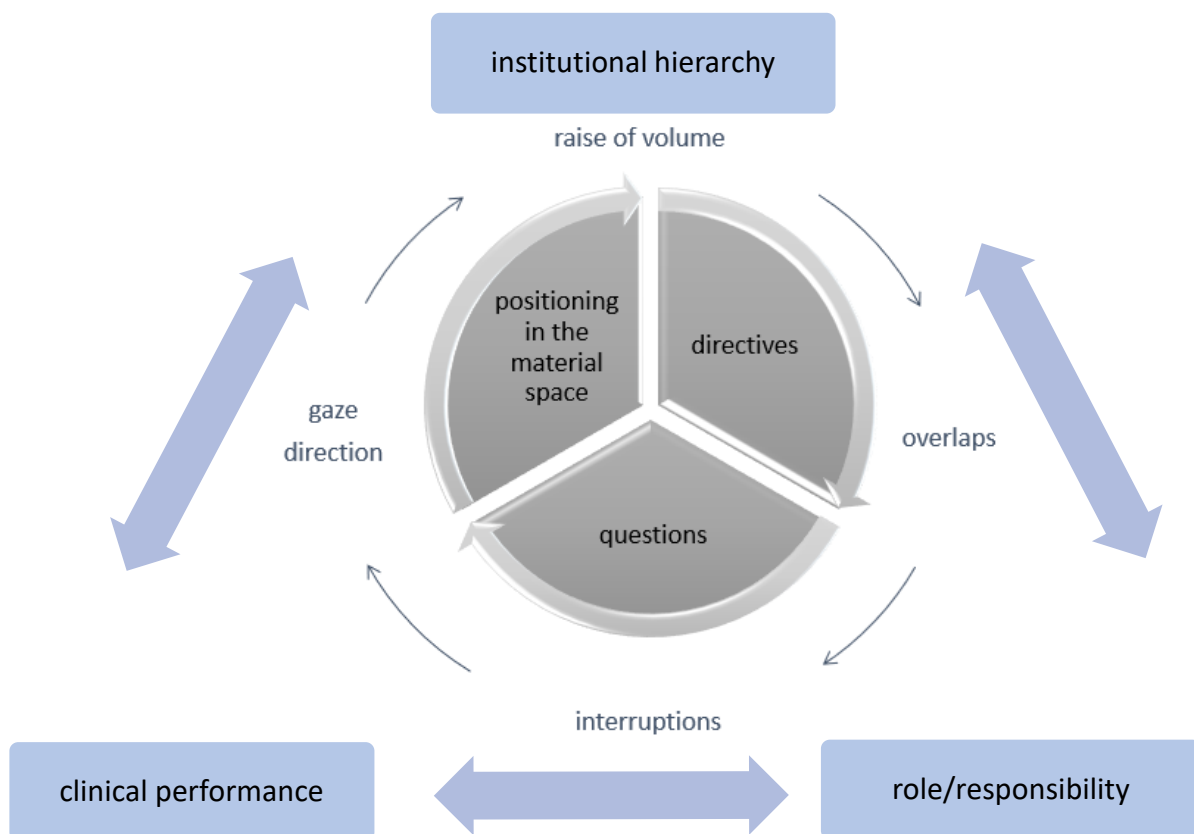 institutional hierarchy
raise of volume
positioning
in the
material
space
directives
gaze
direction
overlaps
questions
interruptions
clinical performance
role/responsibility